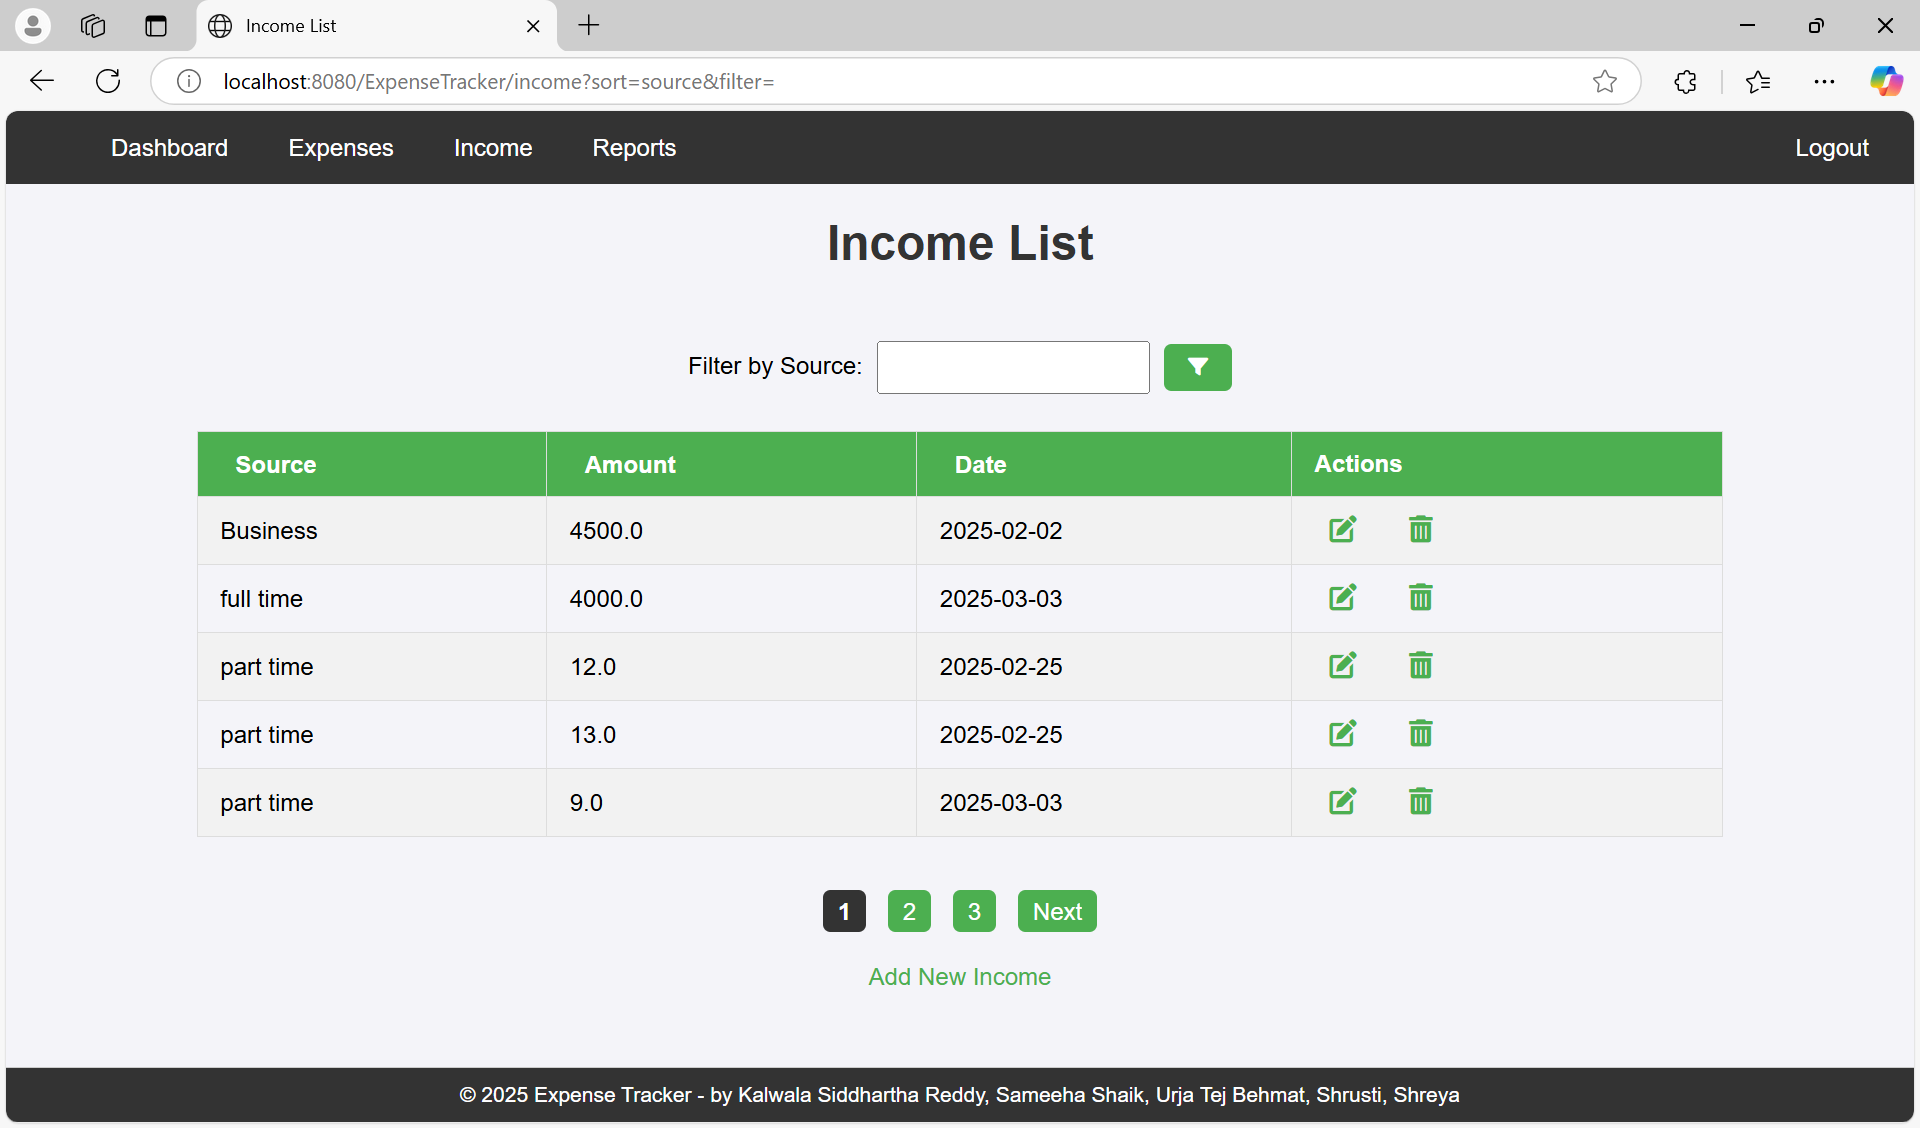 Income List
localhost:8080/ExpenseTracker/income?sort=source&filter=
Dashboard Expenses Income Reports Logout
Income List
Filter by Source:
Source Amount Date Actions
Business 4500.0 2025-02-02
full time 4000.0 2025-03-03
part time 12.0 2025-02-25
part time 13.0 2025-02-25
part time 9.0 2025-03-03
1 2 3 Next
Add New Income
© 2025 Expense Tracker - by Kalwala Siddhartha Reddy, Sameeha Shaik, Urja Tej Behmat, Shrusti, Shreya